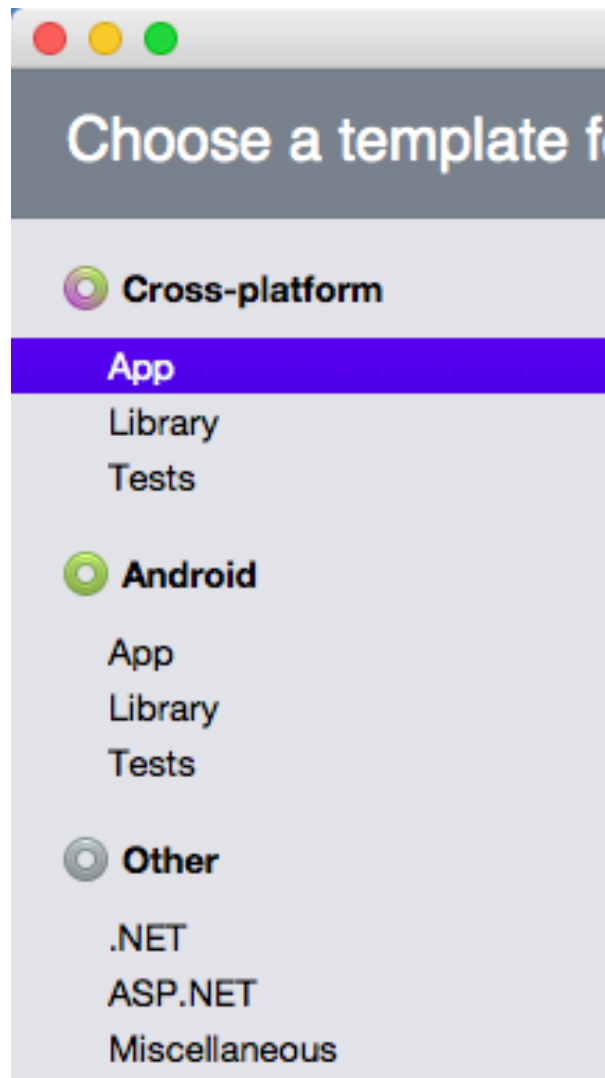 Choose a template f
Cross-platform
App
Library
Tests
Android
App
Library
Tests
Other
.NET
ASP.NET
Miscellaneous